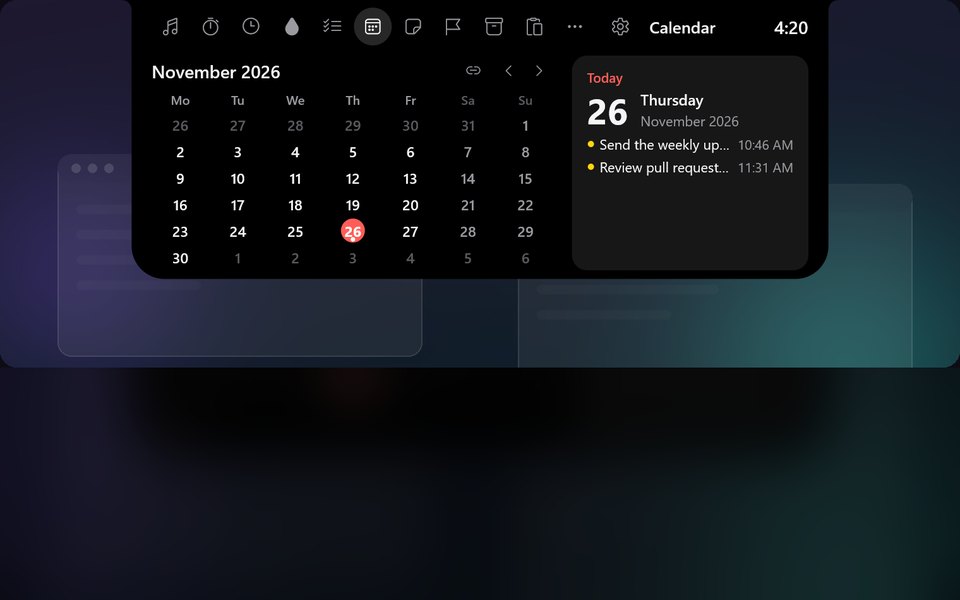 Calendar 4:20
November 2026
Mo Tu We Th Fr Sa Su
26 27 28 29 30 31 1
2 3 4 5 6 7 8
9 10 11 12 13 14 15
16 17 18 19 20 21 22
23 24 25 26 27 28 29
30 1 2 3 4 5 6
Today
26
Thursday
November 2026
Send the weekly up... 10:46 AM
Review pull request... 11:31 AM